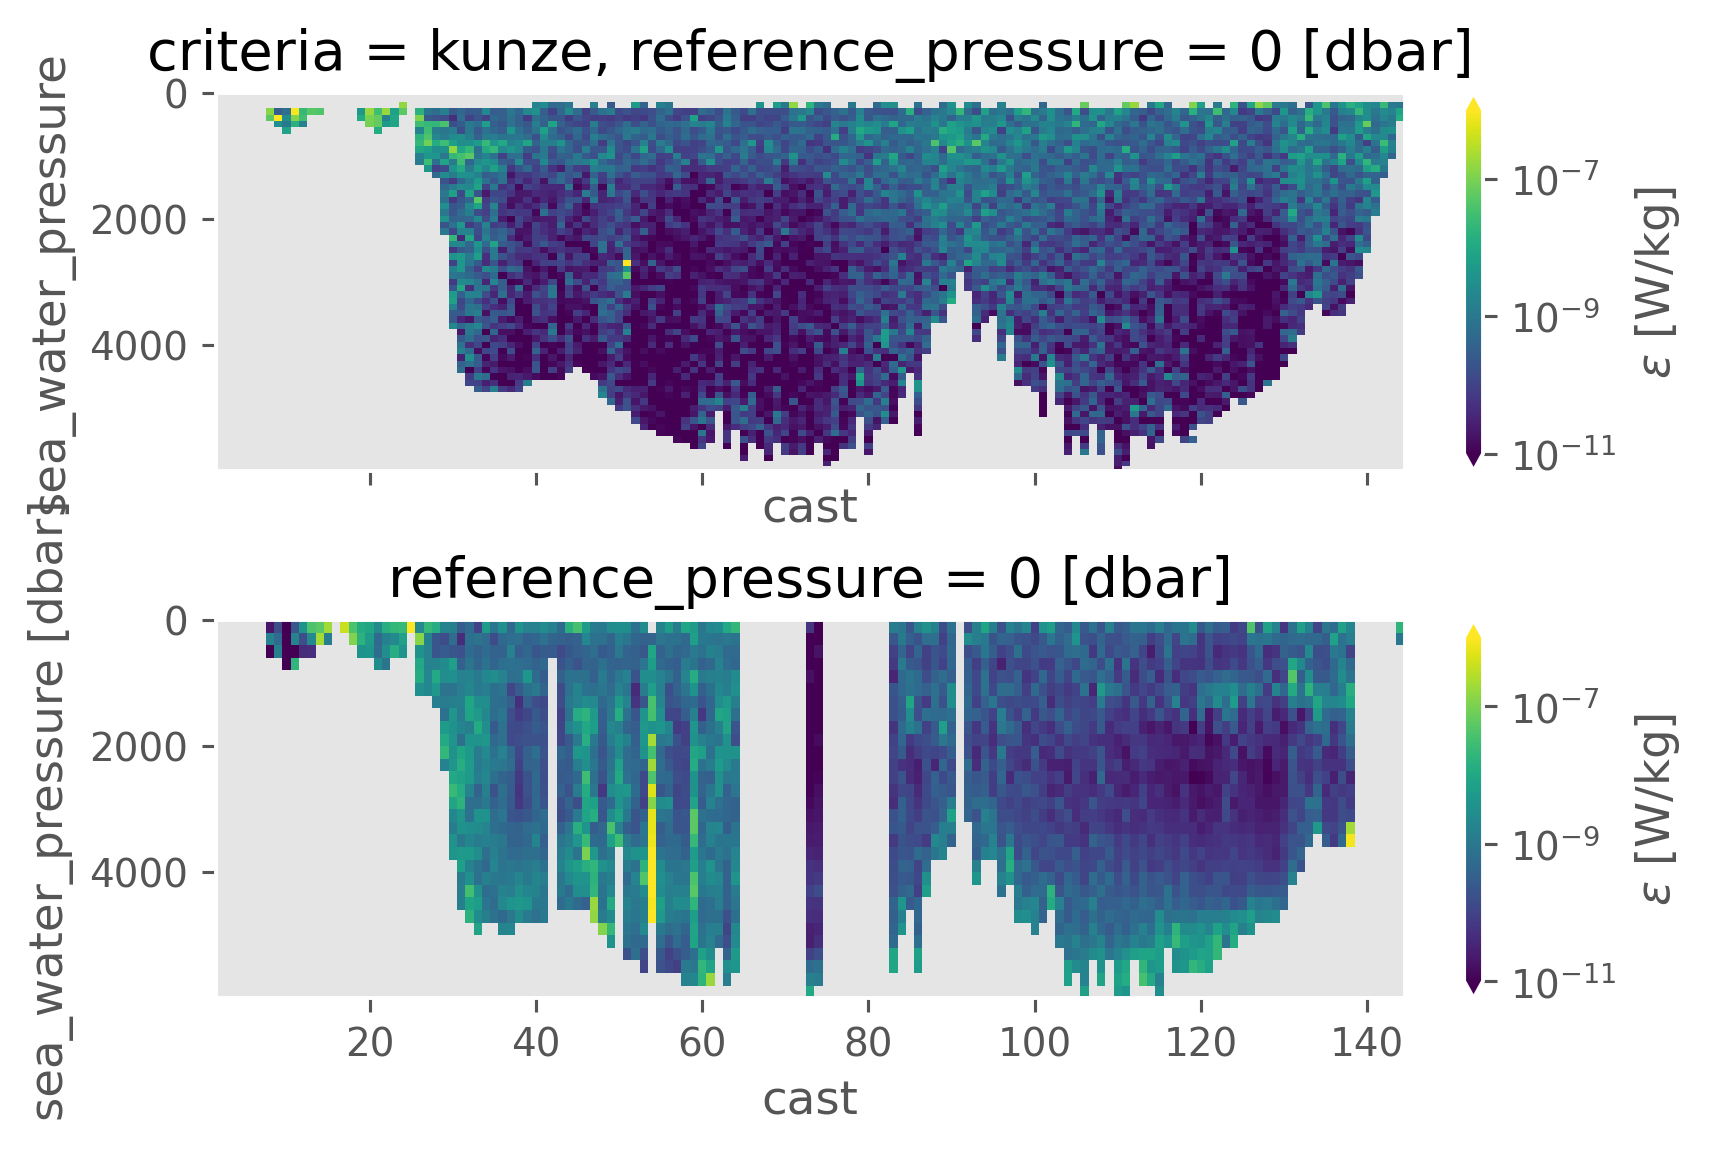 criteria = kunze, reference_pressure = 0 [dbar]
sea_water_pressure
0
2000
4000
cast
10⁻⁷
10⁻⁹
10⁻¹¹
ε [W/kg]
reference_pressure = 0 [dbar]
sea_water_pressure [dbar]
0
2000
4000
20
40
60
80
100
120
140
cast
10⁻⁷
10⁻⁹
10⁻¹¹
ε [W/kg]